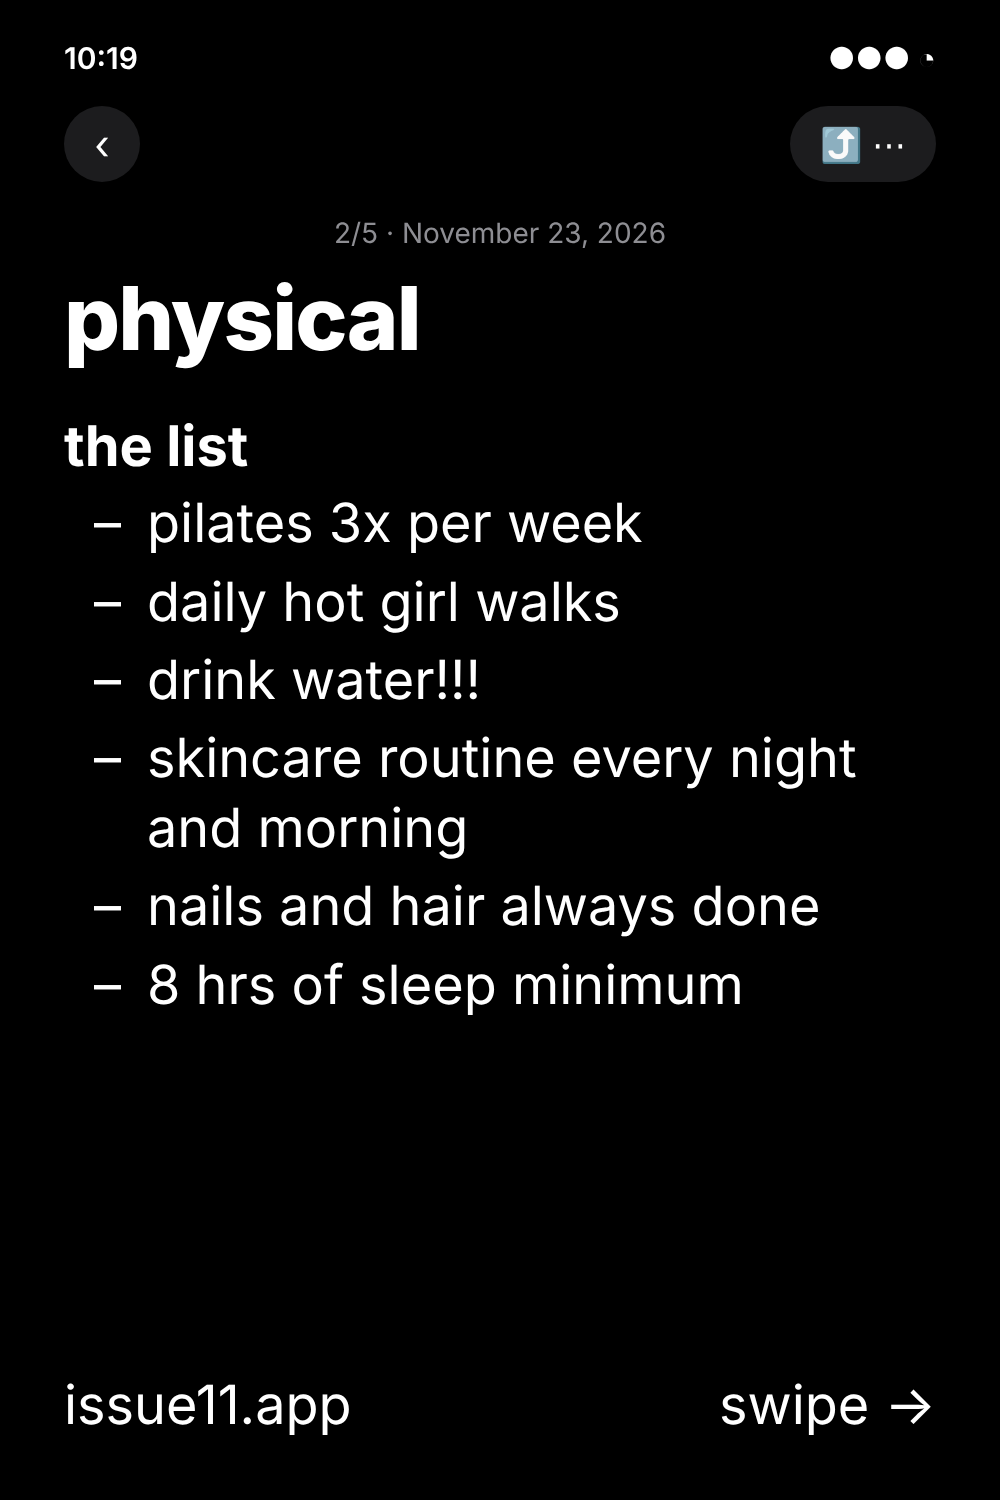 10:19
‹
⤴️ ⋯
2/5 · November 23, 2026
physical
the list
– pilates 3x per week
– daily hot girl walks
– drink water!!!
– skincare routine every night
and morning
– nails and hair always done
– 8 hrs of sleep minimum
issue11.app
swipe →